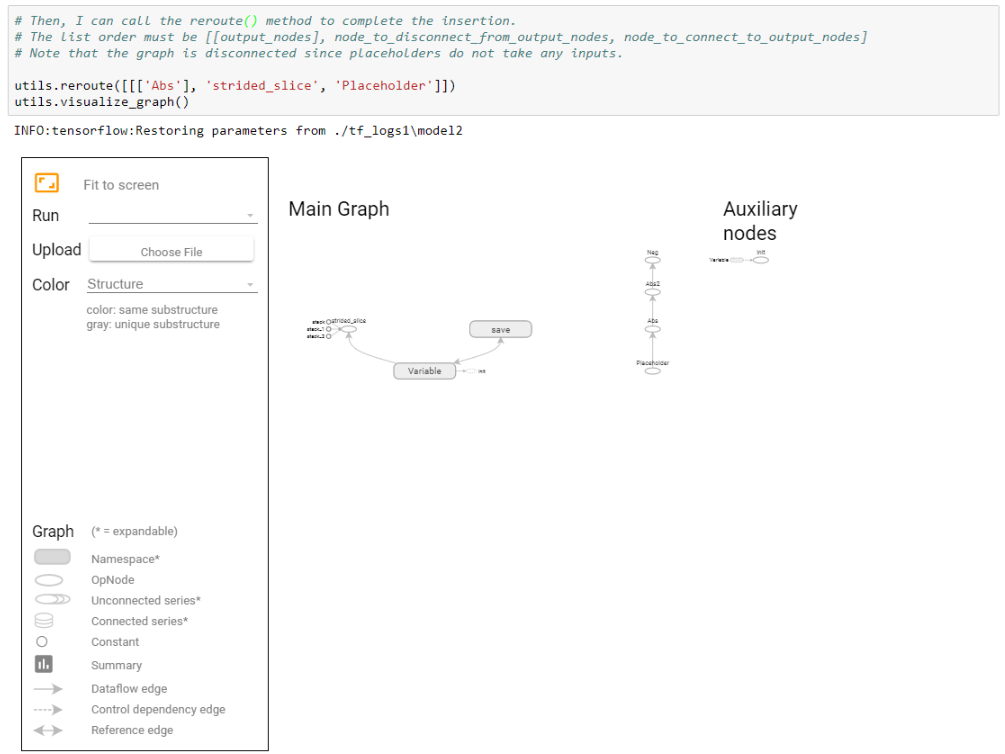 # Then, I can call the reroute() method to complete the insertion.
# The list order must be [[output_nodes], node_to_disconnect_from_output_nodes, node_to_connect_to_output_nodes]
# Note that the graph is disconnected since placeholders do not take any inputs.
utils.reroute([[['Abs'], 'strided_slice', 'Placeholder']])
utils.visualize_graph()
INFO:tensorflow:Restoring parameters from ./tf_logs1\model2
Fit to screen
Run
Upload
Choose File
Color
Structure
color: same substructure
gray: unique substructure
Graph
(* = expandable)
Namespace*
OpNode
Unconnected series*
Connected series*
Constant
Summary
Dataflow edge
Control dependency edge
Reference edge
Main Graph
stack
strided_slice
stack_1
stack_2
save
Variable
init
Neg
Abs2
Abs
Placeholder
Auxiliary
nodes
Variable
init